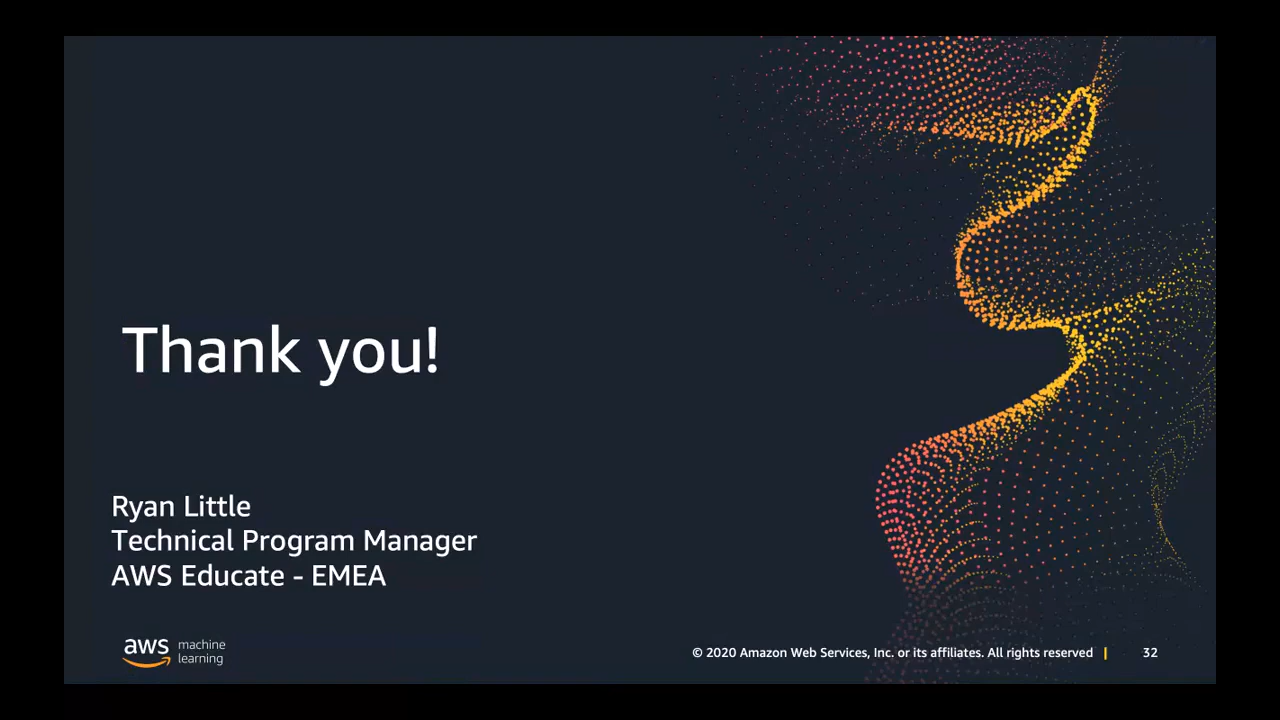 Thank you!
Ryan Little
Technical Program Manager
AWS Educate - EMEA
aws machine
learning
© 2020 Amazon Web Services, Inc. or its affiliates. All rights reserved | 32